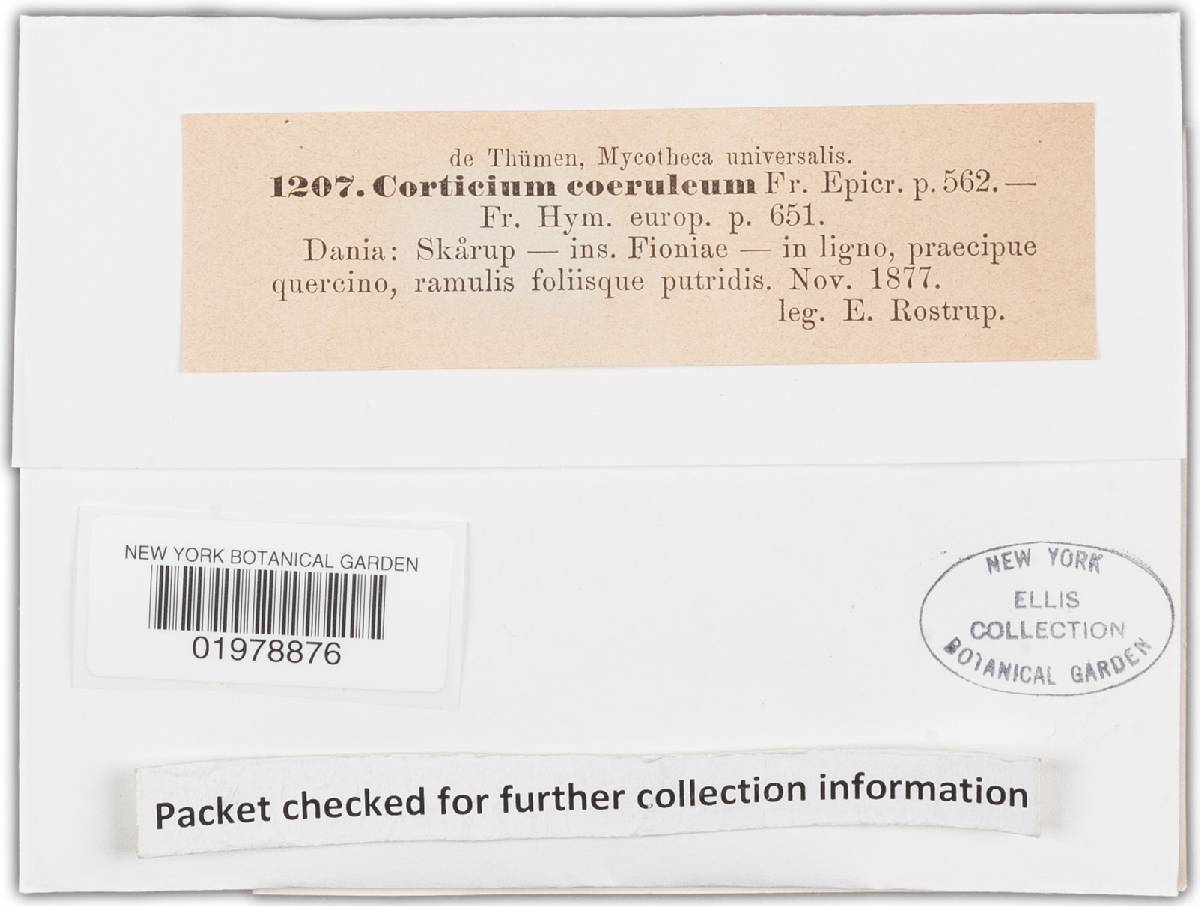 de Thümen, Mycotheca universalis.
1207. Corticium coeruleum Fr. Epicr. p. 562. —
Fr. Hym. europ. p. 651.
Dania: Skårup — ins. Fioniae — in ligno, praecipue
quercino, ramulis foliisque putridis. Nov. 1877.
leg. E. Rostrup.
NEW YORK BOTANICAL GARDEN
01978876
NEW YORK
ELLIS
COLLECTION
BOTANICAL GARDEN
Packet checked for further collection information